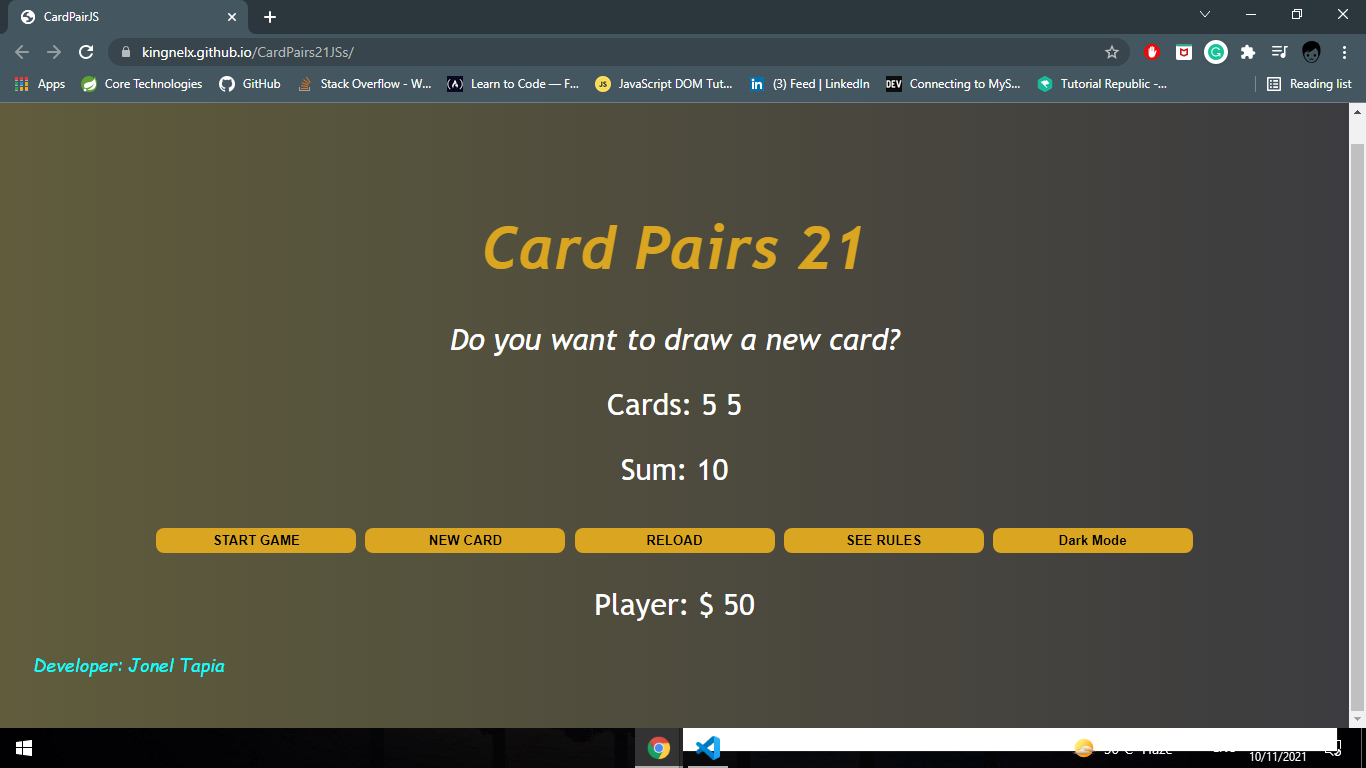 CardPairJS
kingnelx.github.io/CardPairs21JSs/
Apps Core Technologies GitHub Stack Overflow - W... Learn to Code — F... JavaScript DOM Tut... (3) Feed | LinkedIn Connecting to MyS... Tutorial Republic -... Reading list
Card Pairs 21
Do you want to draw a new card?
Cards: 5 5
Sum: 10
START GAME NEW CARD RELOAD SEE RULES Dark Mode
Player: $ 50
Developer: Jonel Tapia
10/11/2021